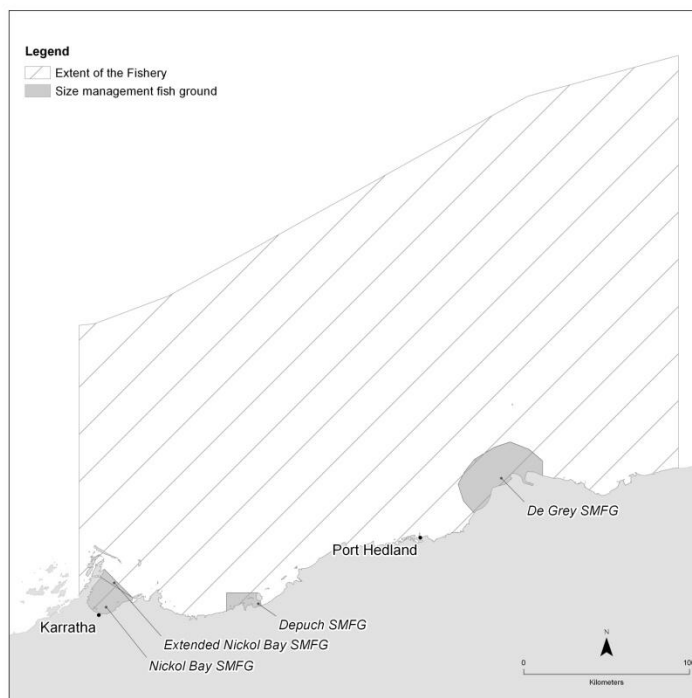 Legend
Extent of the Fishery
Size management fish ground
De Grey SMFG
Port Hedland
Depuch SMFG
Karratha
Extended Nickol Bay SMFG
Nickol Bay SMFG
N
0
100
Kilometers